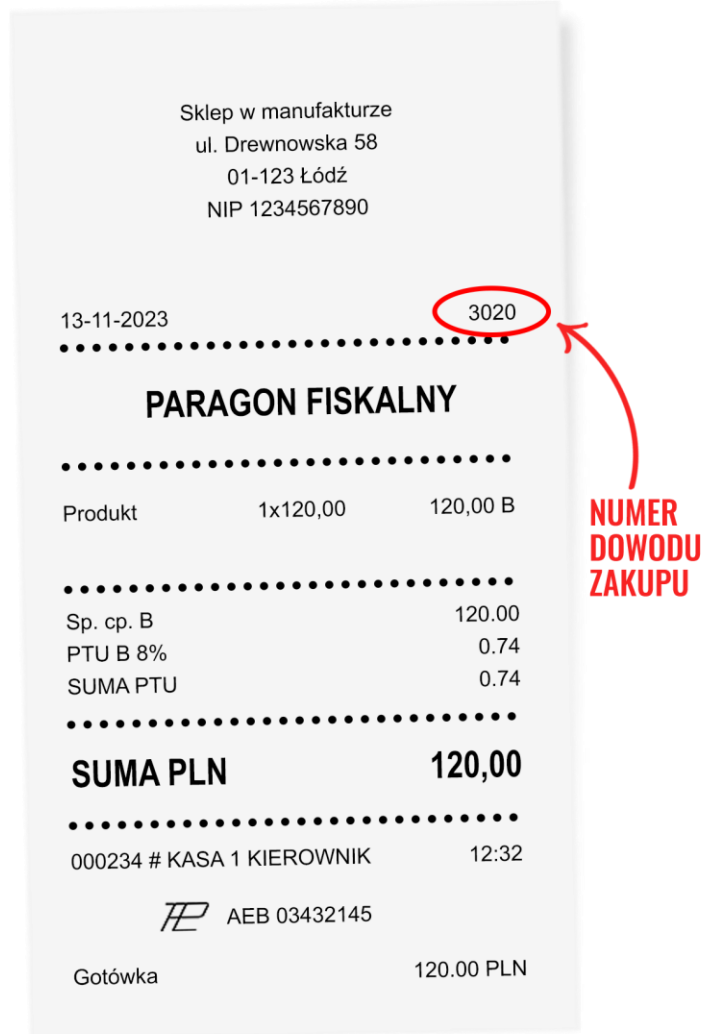 Sklep w manufakturze
ul. Drewnowska 58
01-123 Łódź
NIP 1234567890
13-11-2023 3020
PARAGON FISKALNY
Produkt 1x120,00 120,00 B
Sp. cp. B 120.00
PTU B 8% 0.74
SUMA PTU 0.74
SUMA PLN 120,00
000234 # KASA 1 KIEROWNIK 12:32
AEB 03432145
Gotówka 120.00 PLN
NUMER
DOWODU
ZAKUPU